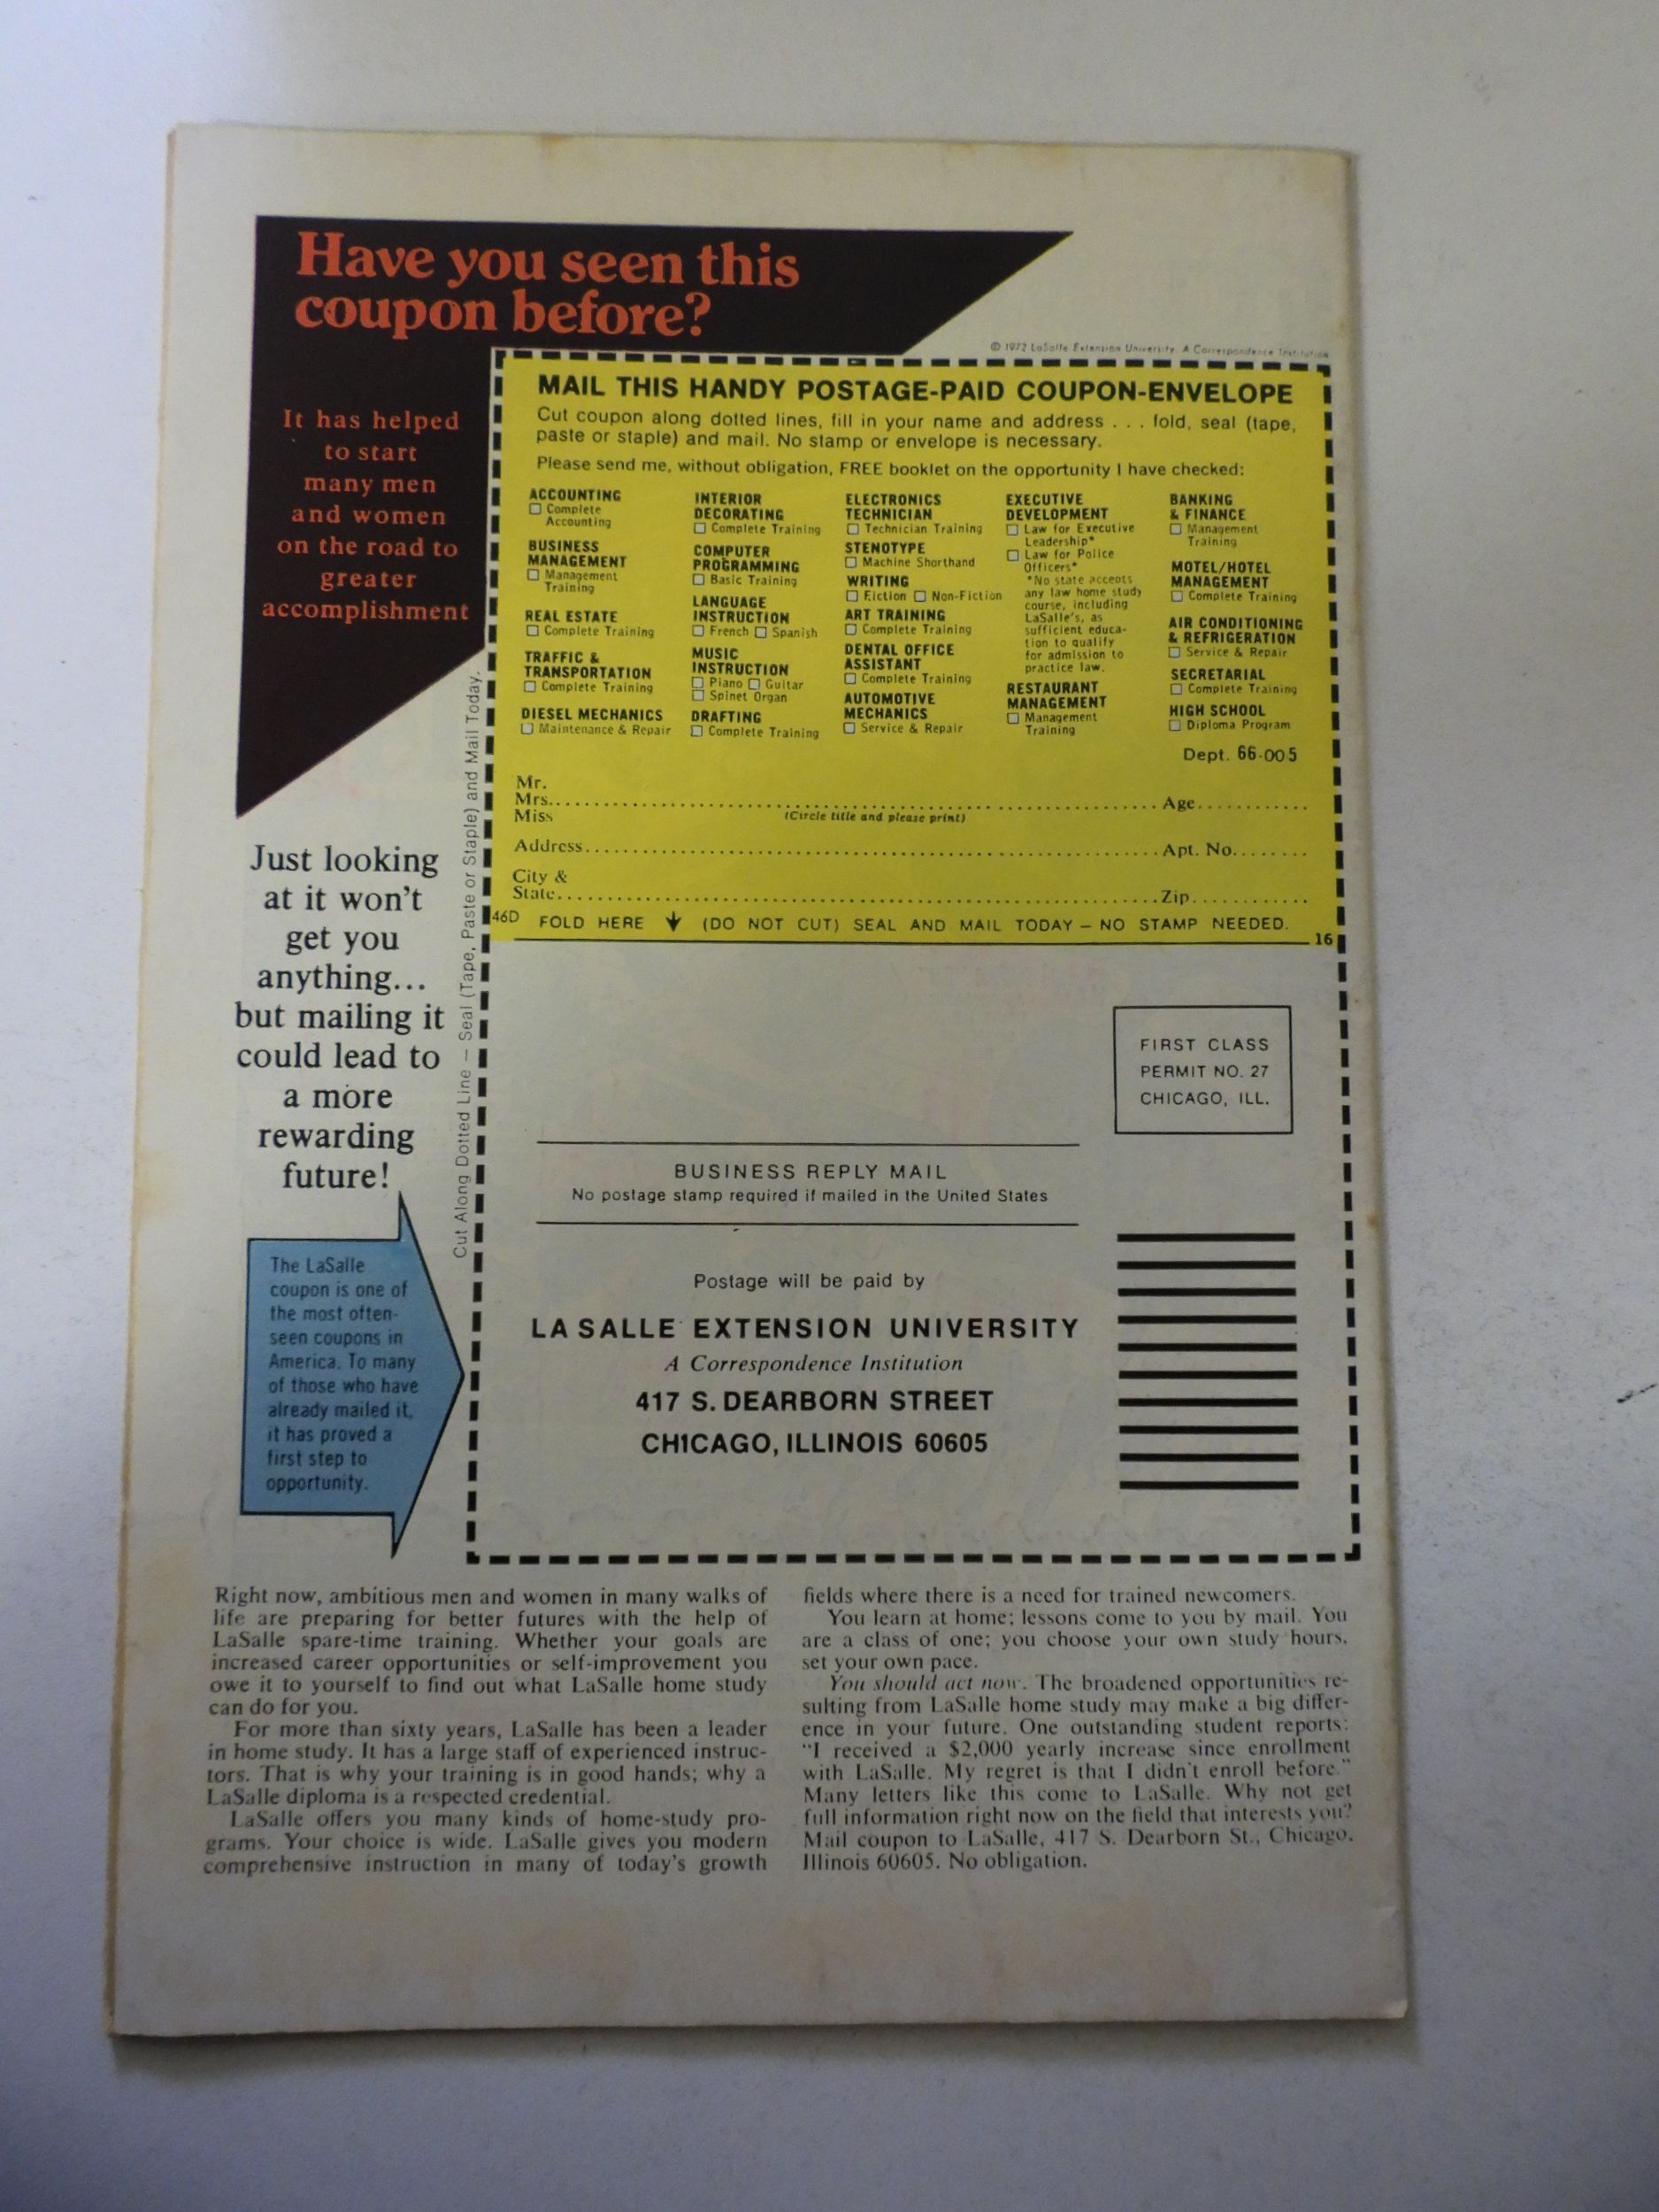 Have you seen this
coupon before?
It has helped
to start
many men
and women
on the road to
greater
accomplishment
© 1972 LaSalle Extension University. A Correspondence Institution
MAIL THIS HANDY POSTAGE-PAID COUPON-ENVELOPE
Cut coupon along dotted lines, fill in your name and address . . . fold, seal (tape,
paste or staple) and mail. No stamp or envelope is necessary.
Please send me, without obligation, FREE booklet on the opportunity I have checked:
ACCOUNTING
☐ Complete
Accounting
BUSINESS
MANAGEMENT
☐ Management
Training
REAL ESTATE
☐ Complete Training
TRAFFIC &
TRANSPORTATION
☐ Complete Training
DIESEL MECHANICS
☐ Maintenance & Repair
INTERIOR
DECORATING
☐ Complete Training
COMPUTER
PROGRAMMING
☐ Basic Training
LANGUAGE
INSTRUCTION
☐ French ☐ Spanish
MUSIC
INSTRUCTION
☐ Piano ☐ Guitar
☐ Spinet Organ
DRAFTING
☐ Complete Training
ELECTRONICS
TECHNICIAN
☐ Technician Training
STENOTYPE
☐ Machine Shorthand
WRITING
☐ Fiction ☐ Non-Fiction
ART TRAINING
☐ Complete Training
DENTAL OFFICE
ASSISTANT
☐ Complete Training
AUTOMOTIVE
MECHANICS
☐ Service & Repair
EXECUTIVE
DEVELOPMENT
☐ Law for Executive
Leadership*
☐ Law for Police
Officers*
*No state accepts
any law home study
course, including
LaSalle's, as
sufficient educa-
tion to qualify
for admission to
practice law.
RESTAURANT
MANAGEMENT
☐ Management
Training
BANKING
& FINANCE
☐ Management
Training
MOTEL/HOTEL
MANAGEMENT
☐ Complete Training
AIR CONDITIONING
& REFRIGERATION
☐ Service & Repair
SECRETARIAL
☐ Complete Training
HIGH SCHOOL
☐ Diploma Program
Dept. 66-005
Mr.
Mrs. Age
Miss (Circle title and please print)
Address Apt. No.
City &
State Zip
46D FOLD HERE ↓ (DO NOT CUT) SEAL AND MAIL TODAY – NO STAMP NEEDED.
16
Cut Along Dotted Line – Seal (Tape, Paste or Staple) and Mail Today.
Just looking
at it won't
get you
anything...
but mailing it
could lead to
a more
rewarding
future!
The LaSalle
coupon is one of
the most often-
seen coupons in
America. To many
of those who have
already mailed it,
it has proved a
first step to
opportunity.
FIRST CLASS
PERMIT NO. 27
CHICAGO, ILL.
BUSINESS REPLY MAIL
No postage stamp required if mailed in the United States
Postage will be paid by
LA SALLE EXTENSION UNIVERSITY
A Correspondence Institution
417 S. DEARBORN STREET
CHICAGO, ILLINOIS 60605
Right now, ambitious men and women in many walks of
life are preparing for better futures with the help of
LaSalle spare-time training. Whether your goals are
increased career opportunities or self-improvement you
owe it to yourself to find out what LaSalle home study
can do for you.
For more than sixty years, LaSalle has been a leader
in home study. It has a large staff of experienced instruc-
tors. That is why your training is in good hands; why a
LaSalle diploma is a respected credential.
LaSalle offers you many kinds of home-study pro-
grams. Your choice is wide. LaSalle gives you modern
comprehensive instruction in many of today's growth
fields where there is a need for trained newcomers.
You learn at home; lessons come to you by mail. You
are a class of one; you choose your own study hours,
set your own pace.
You should act now. The broadened opportunities re-
sulting from LaSalle home study may make a big differ-
ence in your future. One outstanding student reports:
"I received a $2,000 yearly increase since enrollment
with LaSalle. My regret is that I didn't enroll before."
Many letters like this come to LaSalle. Why not get
full information right now on the field that interests you?
Mail coupon to LaSalle, 417 S. Dearborn St., Chicago,
Illinois 60605. No obligation.